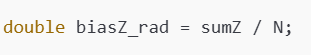 double biasZ_rad = sumZ / N;